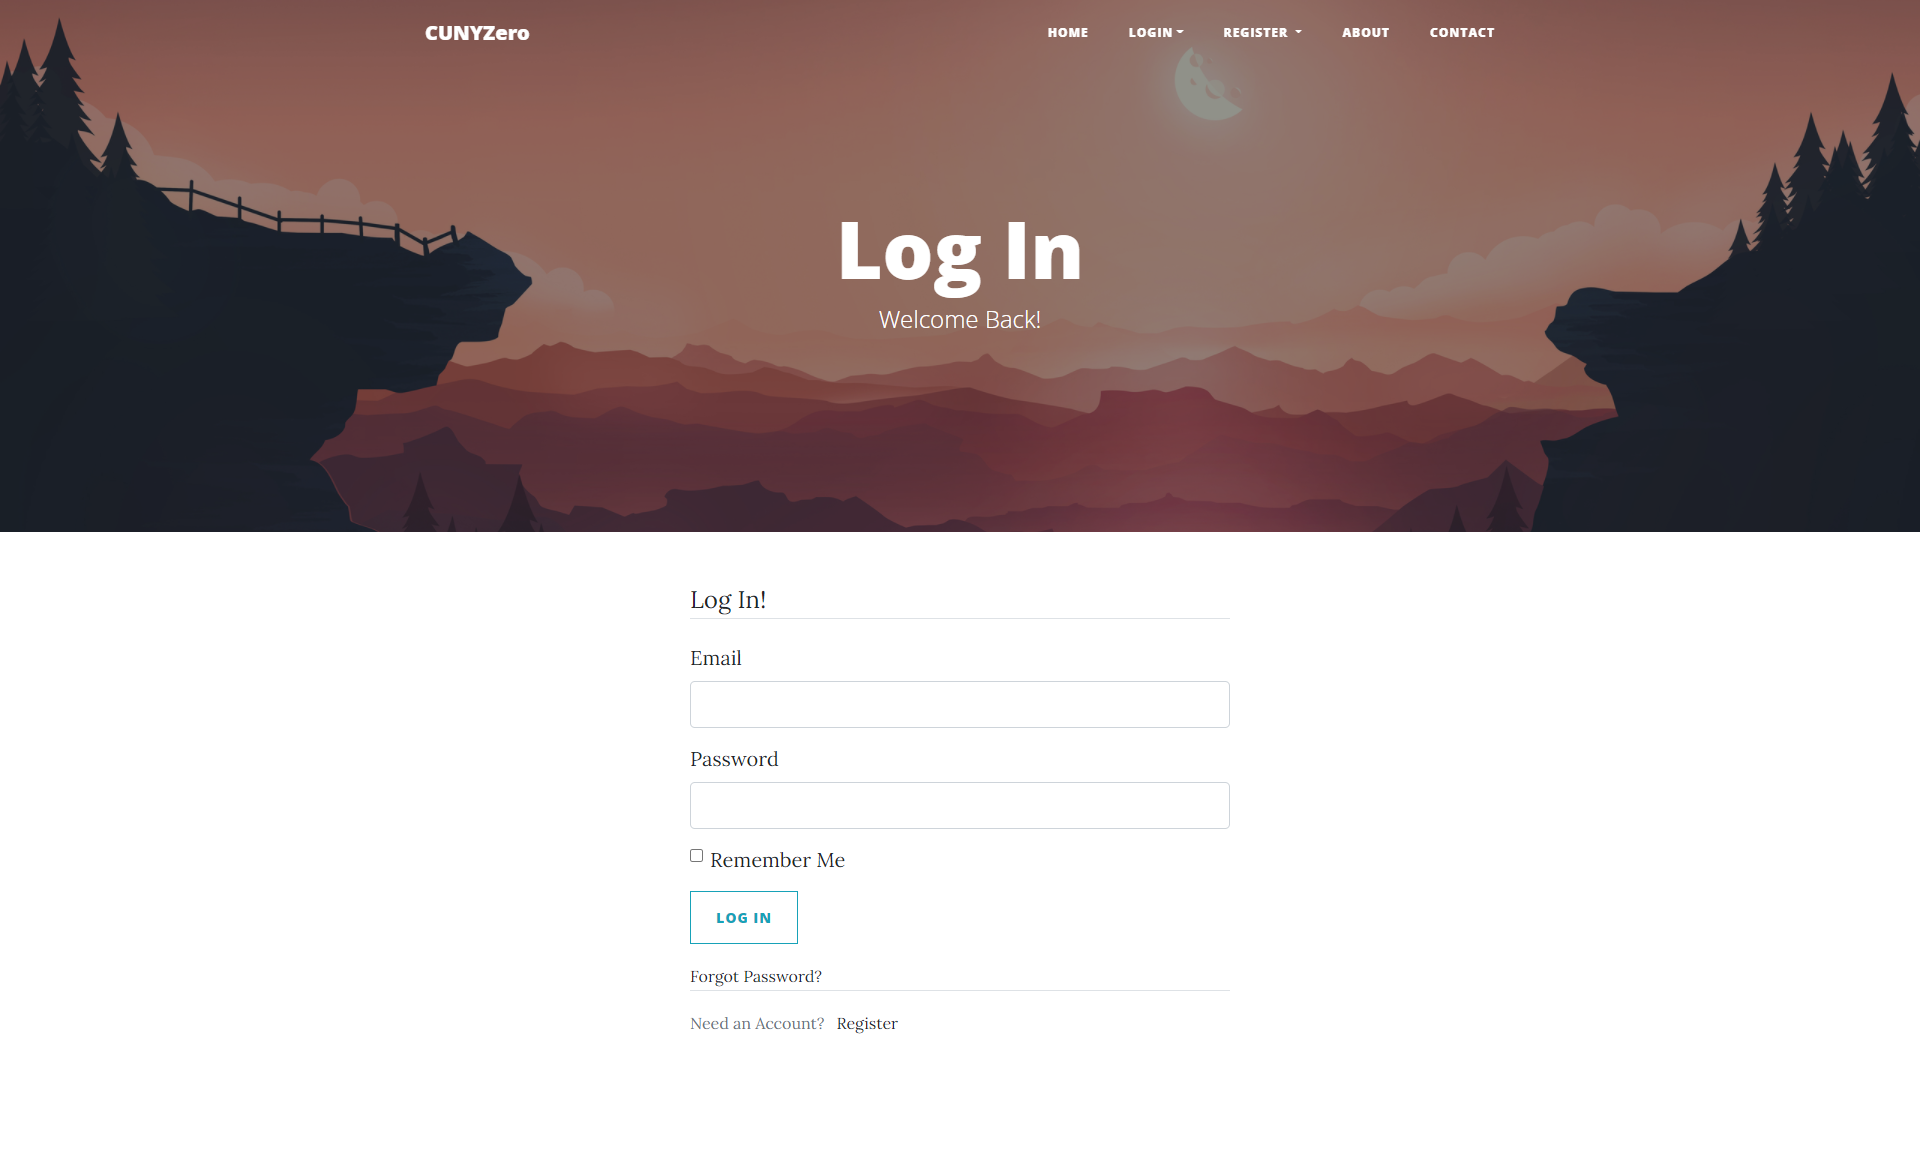 CUNYZero HOME LOGIN REGISTER ABOUT CONTACT
Log In
Welcome Back!
Log In!
Email
Password
Remember Me
LOG IN
Forgot Password?
Need an Account? Register